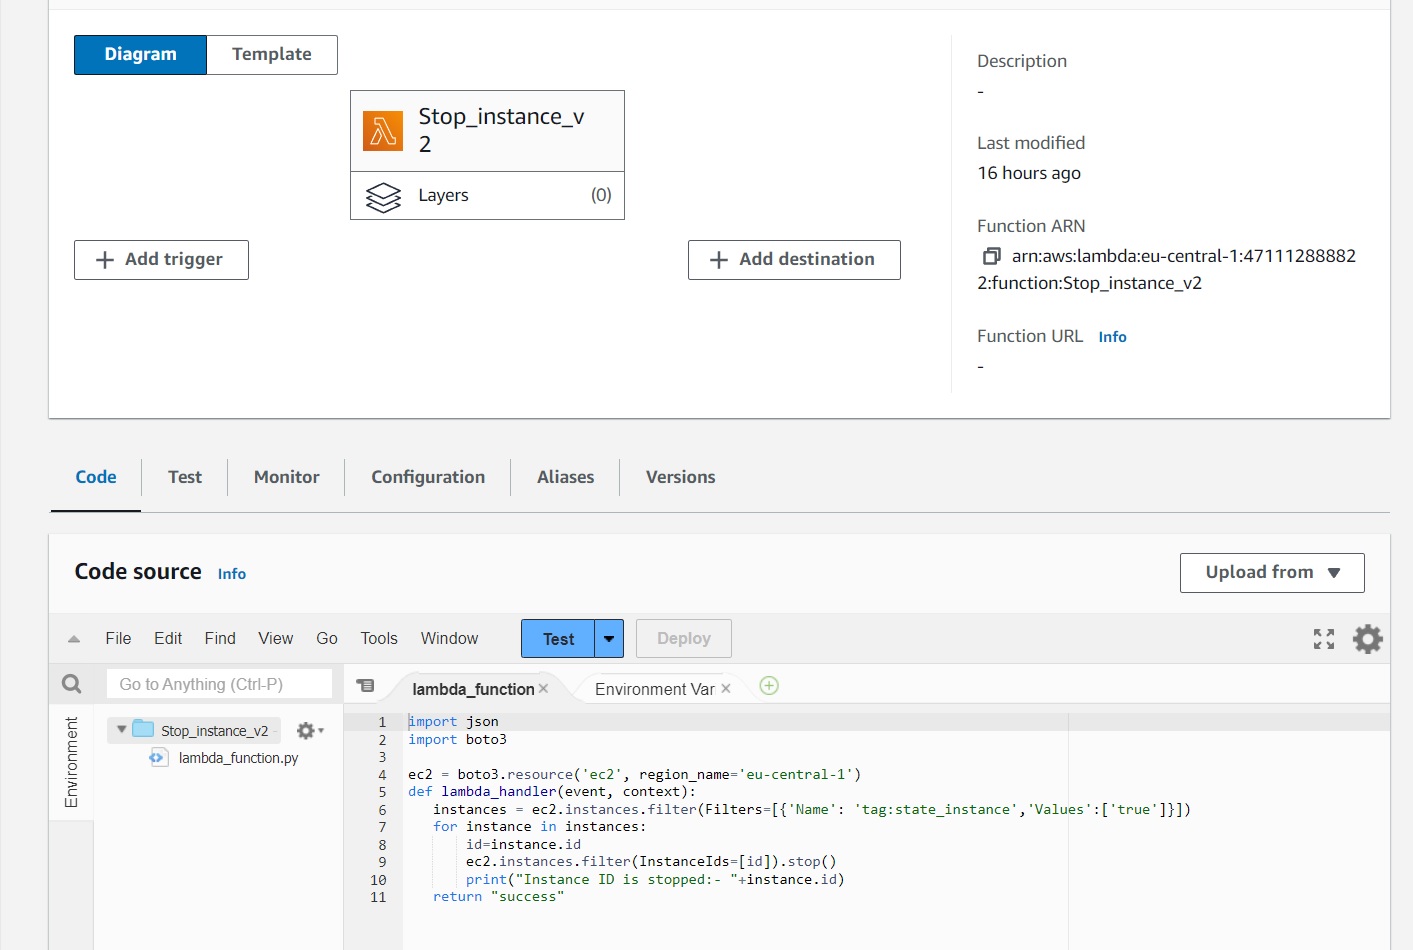 Diagram
Template
Stop_instance_v
2
Layers
(0)
Add trigger
Add destination
Description
-
Last modified
16 hours ago
Function ARN
arn:aws:lambda:eu-central-1:47111288882
2:function:Stop_instance_v2
Function URL Info
-
Code
Test
Monitor
Configuration
Aliases
Versions
Code source Info
Upload from
File Edit Find View Go Tools Window
Test
Deploy
Go to Anything (Ctrl-P)
lambda_function
Environment Var
Environment
Stop_instance_v2
lambda_function.py
1 import json
2 import boto3
3
4 ec2 = boto3.resource('ec2', region_name='eu-central-1')
5 def lambda_handler(event, context):
6 instances = ec2.instances.filter(Filters=[{'Name': 'tag:state_instance','Values':['true']}])
7 for instance in instances:
8 id=instance.id
9 ec2.instances.filter(InstanceIds=[id]).stop()
10 print("Instance ID is stopped:- "+instance.id)
11 return "success"